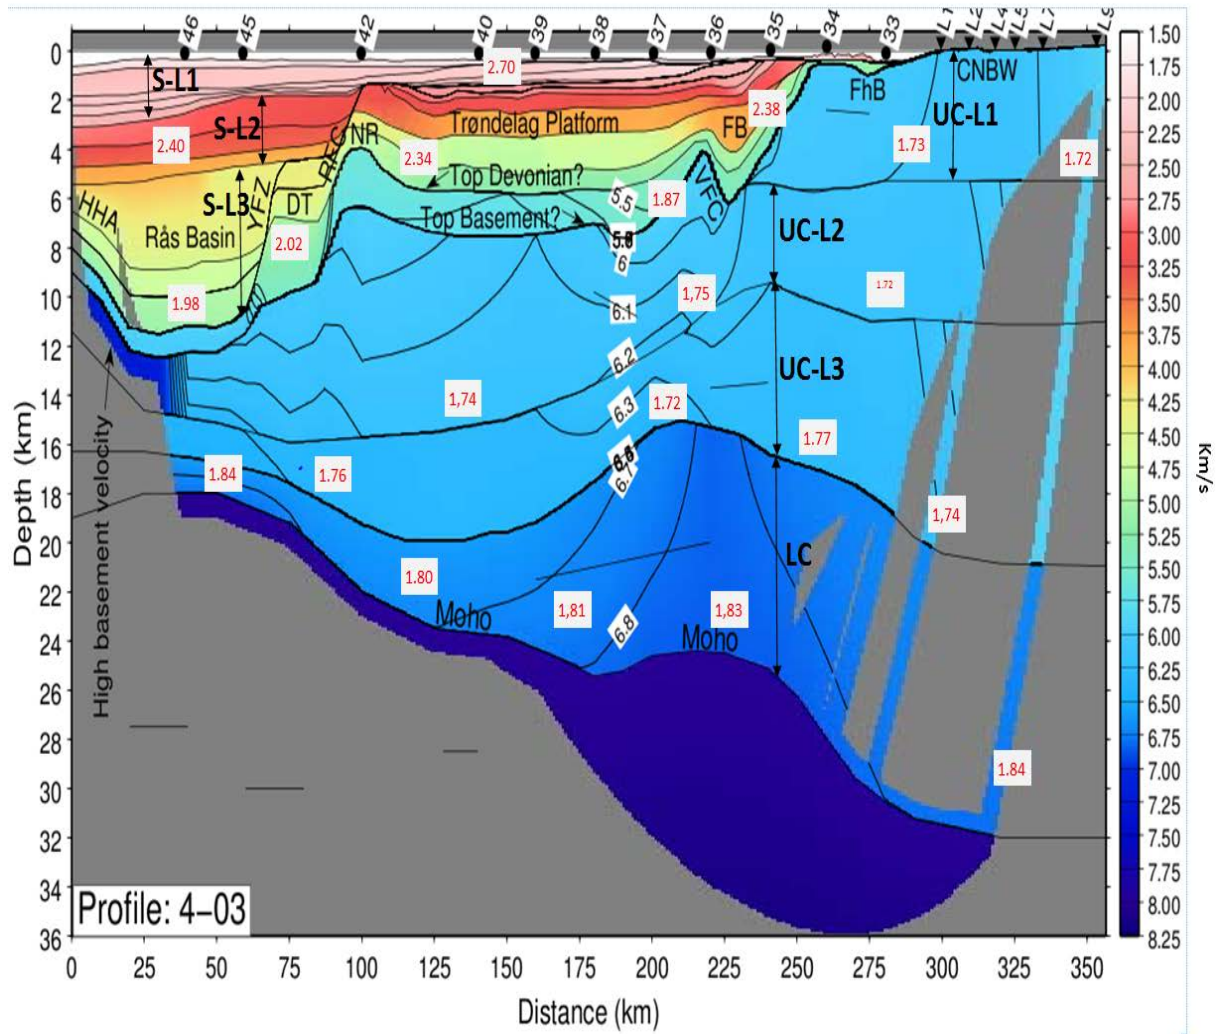 46 45 42 40 39 38 37 36 35 34 33 L1 L2 L4 L5 L7 L9
0
2
4
6
8
10
12
14
16
18
20
22
24
26
28
30
32
34
36
Depth (km)
S-L1
2.70
FhB
CNBW
UC-L1
S-L2
2.38
Trøndelag Platform
FB
2.40
RFC
NR
2.34
1.73
1.72
Top Devonian?
VFC
HHA
S-L3
YFZ
DT
5.5
1.87
Top Basement?
Rås Basin
2.02
UC-L2
6
1.98
1,75
1.72
6.1
6.2
UC-L3
1,74
6.3
1.72
1.77
High basement velocity
1.84
1.76
6.7
1,74
LC
1.80
1,81
6.8
1,83
Moho
Moho
1.84
Profile: 4–03
0 25 50 75 100 125 150 175 200 225 250 275 300 325 350
Distance (km)
1.50
1.75
2.00
2.25
2.50
2.75
3.00
3.25
3.50
3.75
4.00
4.25
4.50
4.75
5.00
5.25
5.50
5.75
6.00
6.25
6.50
6.75
7.00
7.25
7.50
7.75
8.00
8.25
Km/s